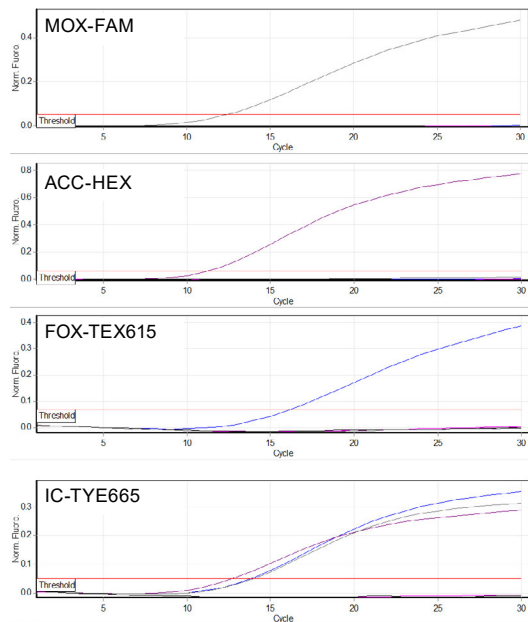 MOX-FAM
Norm. Fluoro.
0.4
0.2
0.0
Threshold
5
10
15
20
25
30
Cycle
ACC-HEX
Norm. Fluoro.
0.8
0.6
0.4
0.2
0.0
Threshold
5
10
15
20
25
30
Cycle
FOX-TEX615
Norm. Fluoro.
0.4
0.3
0.2
0.1
0.0
Threshold
5
10
15
20
25
30
Cycle
IC-TYE665
Norm. Fluoro.
0.3
0.2
0.1
0.0
Threshold
5
10
15
20
25
30
Cycle